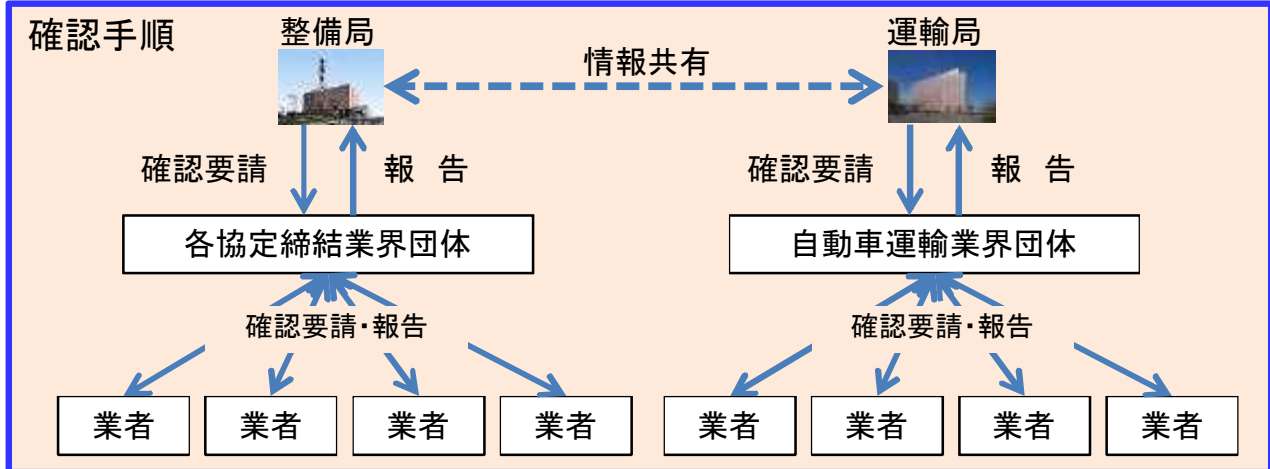 確認手順
整備局
運輸局
情報共有
確認要請
報 告
確認要請
報 告
各協定締結業界団体
自動車運輸業界団体
確認要請・報告
確認要請・報告
業者
業者
業者
業者
業者
業者
業者
業者